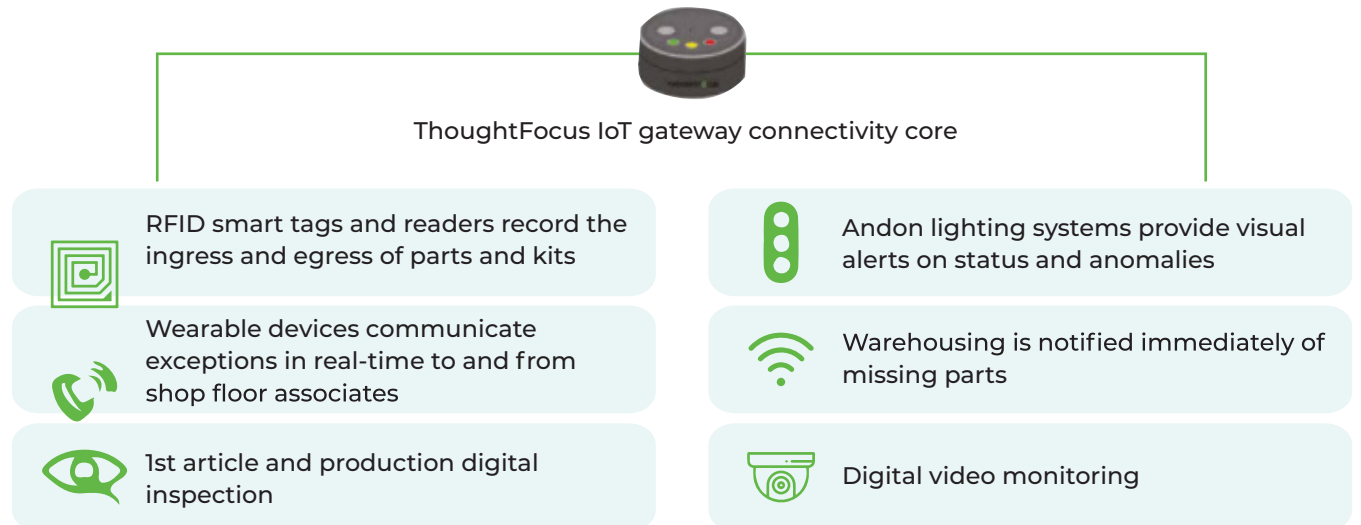 ThoughtFocus IoT gateway connectivity core
RFID smart tags and readers record the
ingress and egress of parts and kits
Wearable devices communicate
exceptions in real-time to and from
shop floor associates
1st article and production digital
inspection
Andon lighting systems provide visual
alerts on status and anomalies
Warehousing is notified immediately of
missing parts
Digital video monitoring